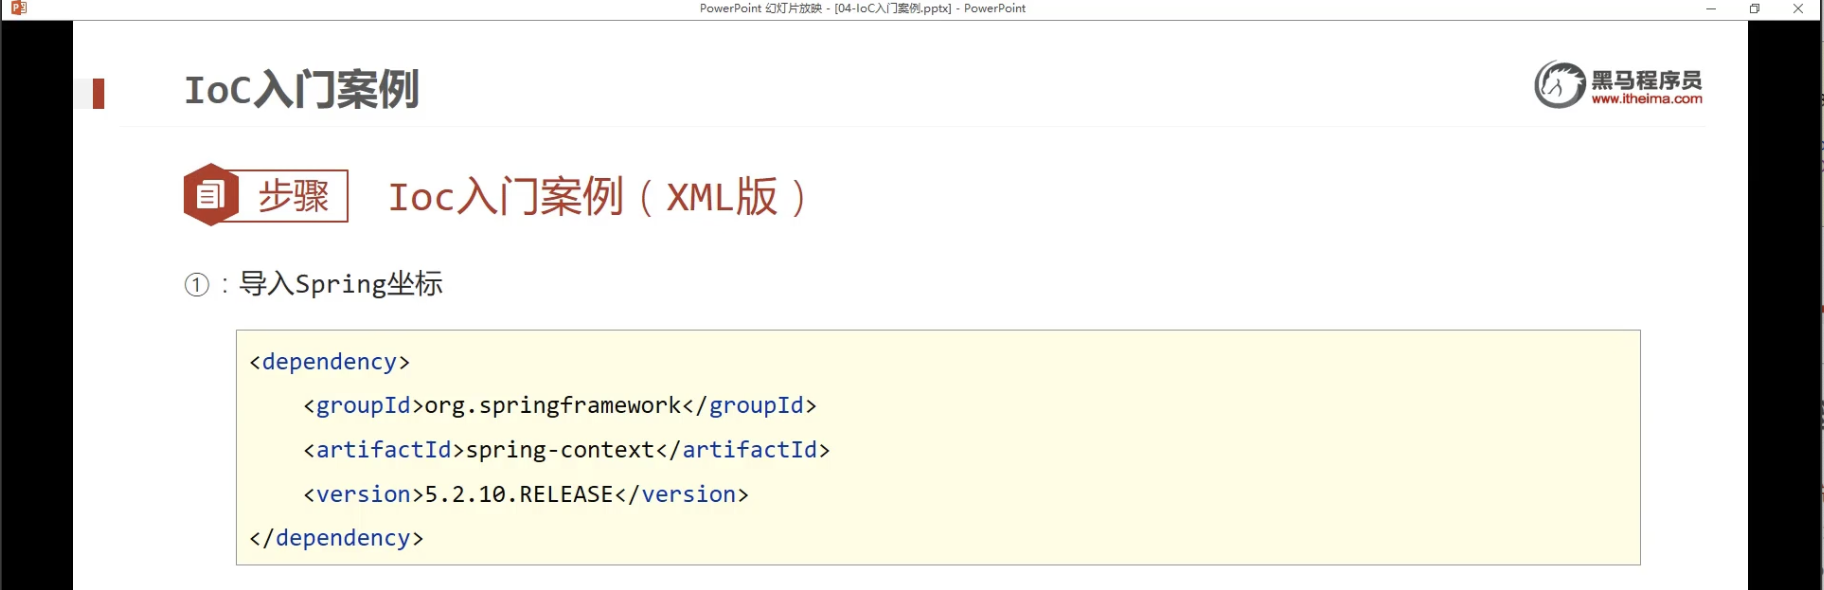 PowerPoint 幻灯片放映 - [04-IoC入门案例.pptx] - PowerPoint
IoC入门案例
黑马程序员
www.itheima.com
步骤 Ioc入门案例（XML版）
①：导入Spring坐标
<dependency>
    <groupId>org.springframework</groupId>
    <artifactId>spring-context</artifactId>
    <version>5.2.10.RELEASE</version>
</dependency>